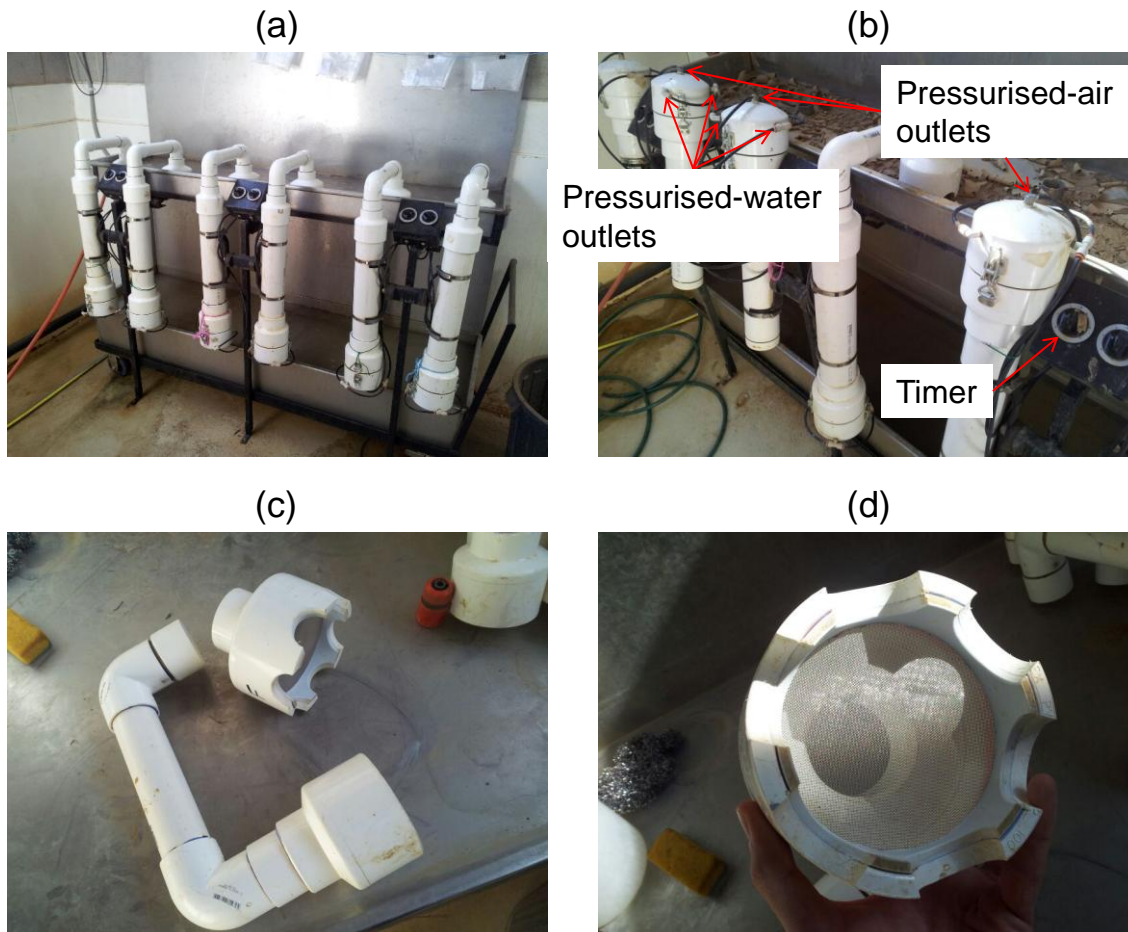 (a)
(b)
Pressurised-air
outlets
Pressurised-water
outlets
Timer
(c)
(d)